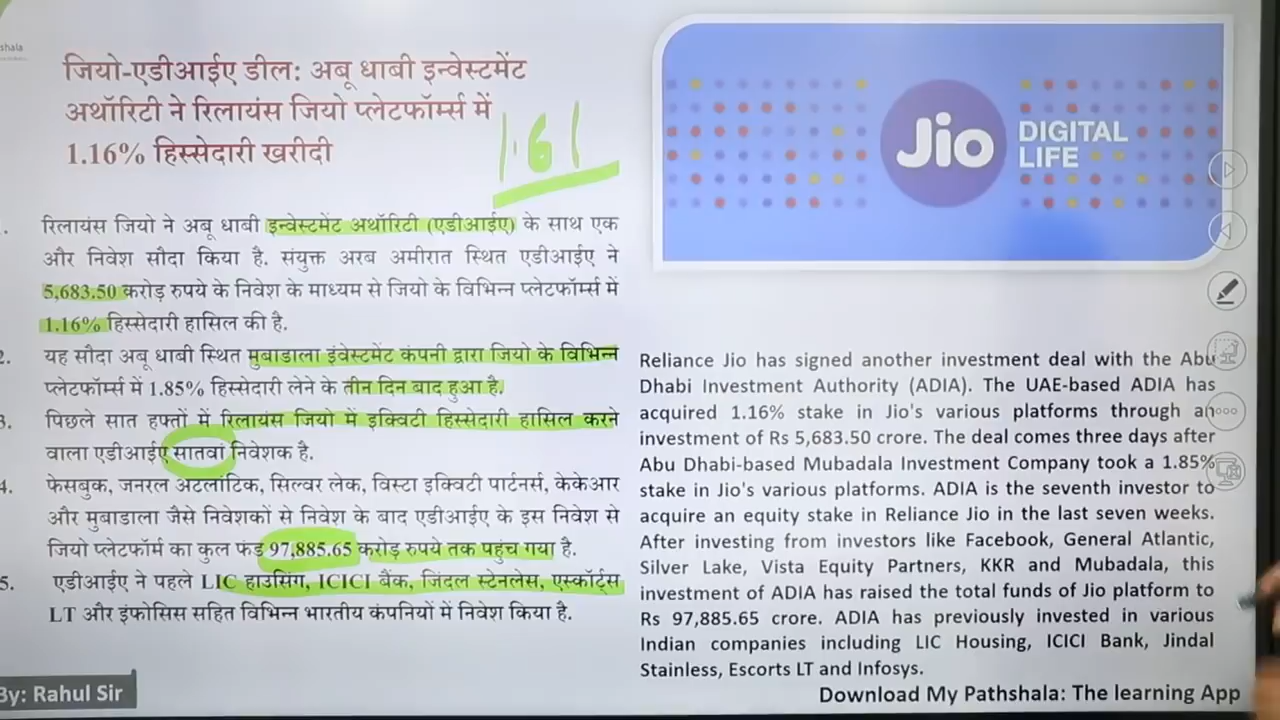 shala
जियो-एडीआईए डील: अबू धाबी इन्वेस्टमेंट
अथॉरिटी ने रिलायंस जियो प्लेटफॉर्म्स में
1.16% हिस्सेदारी खरीदी
1.61
Jio
DIGITAL
LIFE
रिलायंस जियो ने अबू धाबी इन्वेस्टमेंट अथॉरिटी (एडीआईए) के साथ एक
और निवेश सौदा किया है. संयुक्त अरब अमीरात स्थित एडीआईए ने
5,683.50 करोड़ रुपये के निवेश के माध्यम से जियो के विभिन्न प्लेटफॉर्म्स में
1.16% हिस्सेदारी हासिल की है.
2. यह सौदा अबू धाबी स्थित मुबाडाला इंवेस्टमेंट कंपनी द्वारा जियो के विभिन्न
प्लेटफॉर्म्स में 1.85% हिस्सेदारी लेने के तीन दिन बाद हुआ है.
3. पिछले सात हफ्तों में रिलायंस जियो में इक्विटी हिस्सेदारी हासिल करने
वाला एडीआईए सातवां निवेशक है.
4. फेसबुक, जनरल अटलांटिक, सिल्वर लेक, विस्टा इक्विटी पार्टनर्स, केकेआर
और मुबाडाला जैसे निवेशकों से निवेश के बाद एडीआईए के इस निवेश से
जियो प्लेटफॉर्म का कुल फंड 97,885.65 करोड़ रुपये तक पहुंच गया है.
5. एडीआईए ने पहले LIC हाउसिंग, ICICI बैंक, जिंदल स्टेनलेस, एस्कॉर्ट्स
LT और इंफोसिस सहित विभिन्न भारतीय कंपनियों में निवेश किया है.
Reliance Jio has signed another investment deal with the Abu
Dhabi Investment Authority (ADIA). The UAE-based ADIA has
acquired 1.16% stake in Jio's various platforms through an
investment of Rs 5,683.50 crore. The deal comes three days after
Abu Dhabi-based Mubadala Investment Company took a 1.85%
stake in Jio's various platforms. ADIA is the seventh investor to
acquire an equity stake in Reliance Jio in the last seven weeks.
After investing from investors like Facebook, General Atlantic,
Silver Lake, Vista Equity Partners, KKR and Mubadala, this
investment of ADIA has raised the total funds of Jio platform to
Rs 97,885.65 crore. ADIA has previously invested in various
Indian companies including LIC Housing, ICICI Bank, Jindal
Stainless, Escorts LT and Infosys.
By: Rahul Sir
Download My Pathshala: The learning App